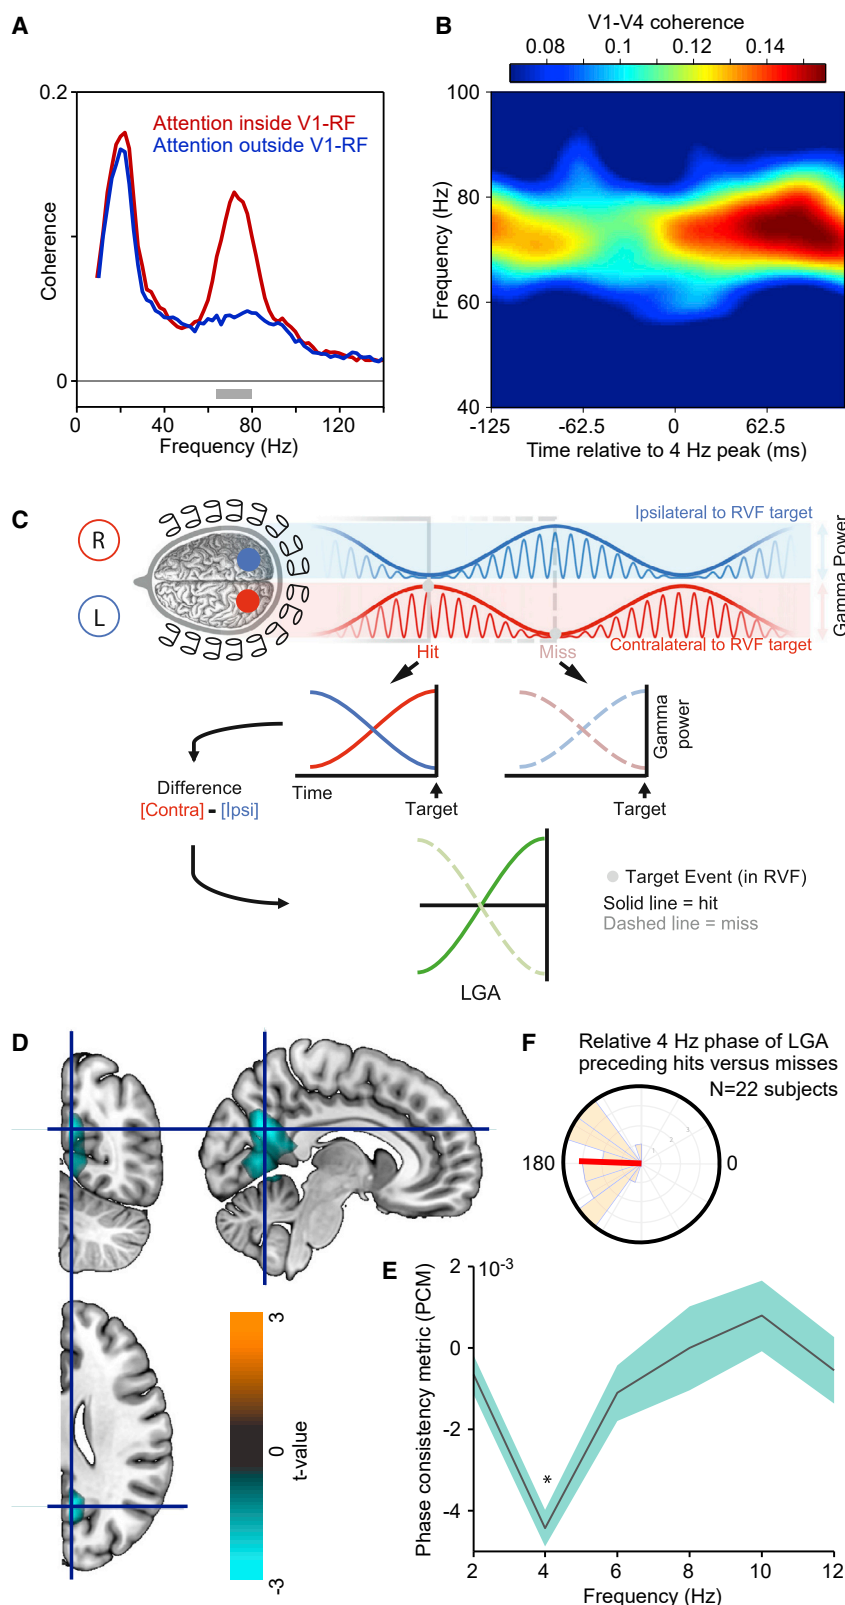 A
0.2
Attention inside V1-RF
Attention outside V1-RF
Coherence
0
0
40
80
120
Frequency (Hz)
B
V1-V4 coherence
0.08
0.1
0.12
0.14
100
80
60
40
Frequency (Hz)
-125
-62.5
0
62.5
Time relative to 4 Hz peak (ms)
C
R
L
Ipsilateral to RVF target
Contralateral to RVF target
Gamma Power
Hit
Miss
Gamma
power
Time
Target
Target
Difference
[Contra] - [Ipsi]
Target Event (in RVF)
Solid line = hit
Dashed line = miss
LGA
D
3
0
-3
t-value
F
Relative 4 Hz phase of LGA
preceding hits versus misses
N=22 subjects
180
0
1
2
3
E
2
10-3
0
-2
-4
Phase consistency metric (PCM)
*
2
4
6
8
10
12
Frequency (Hz)